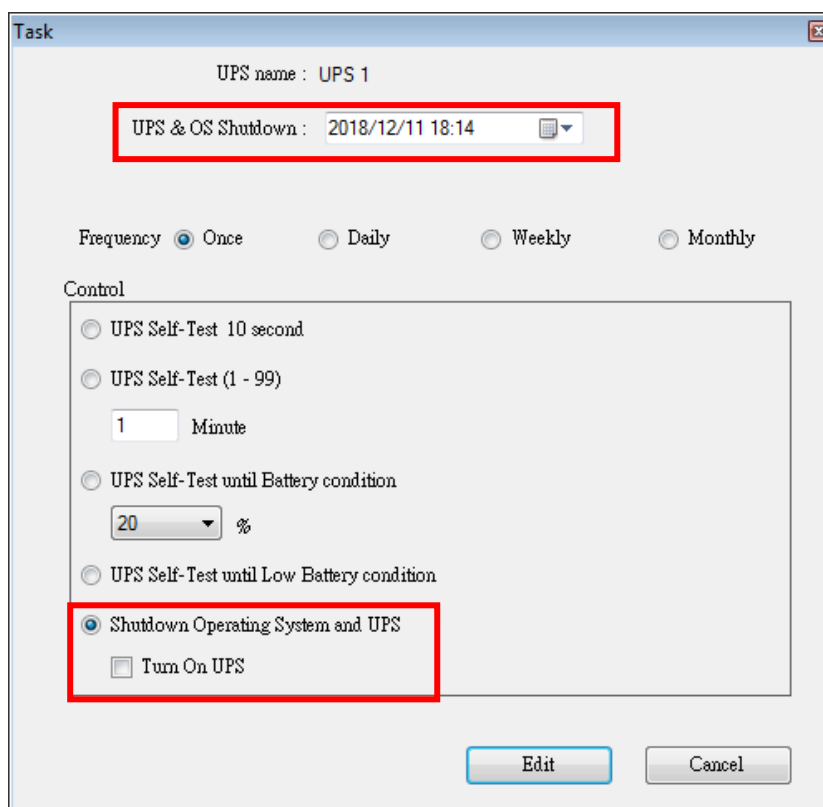 Task
UPS name : UPS 1
UPS & OS Shutdown : 2018/12/11 18:14
Frequency Once Daily Weekly Monthly
Control
UPS Self-Test 10 second
UPS Self-Test (1 - 99)
1 Minute
UPS Self-Test until Battery condition
20 %
UPS Self-Test until Low Battery condition
Shutdown Operating System and UPS
Turn On UPS
Edit Cancel